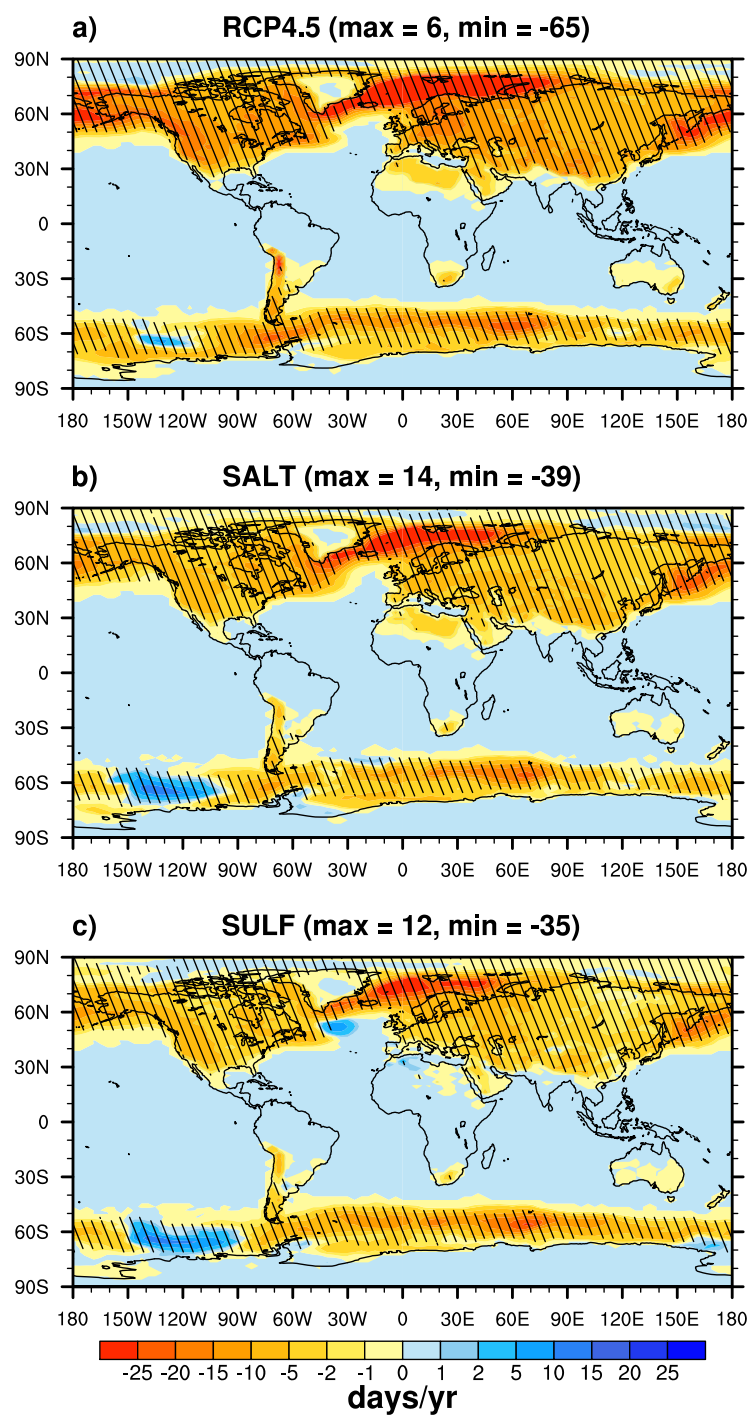 a) RCP4.5 (max = 6, min = -65)
90N
60N
30N
0
30S
60S
90S
180 150W 120W 90W 60W 30W 0 30E 60E 90E 120E 150E 180
b) SALT (max = 14, min = -39)
90N
60N
30N
0
30S
60S
90S
180 150W 120W 90W 60W 30W 0 30E 60E 90E 120E 150E 180
c) SULF (max = 12, min = -35)
90N
60N
30N
0
30S
60S
90S
180 150W 120W 90W 60W 30W 0 30E 60E 90E 120E 150E 180
-25 -20 -15 -10 -5 -2 -1 0 1 2 5 10 15 20 25
days/yr